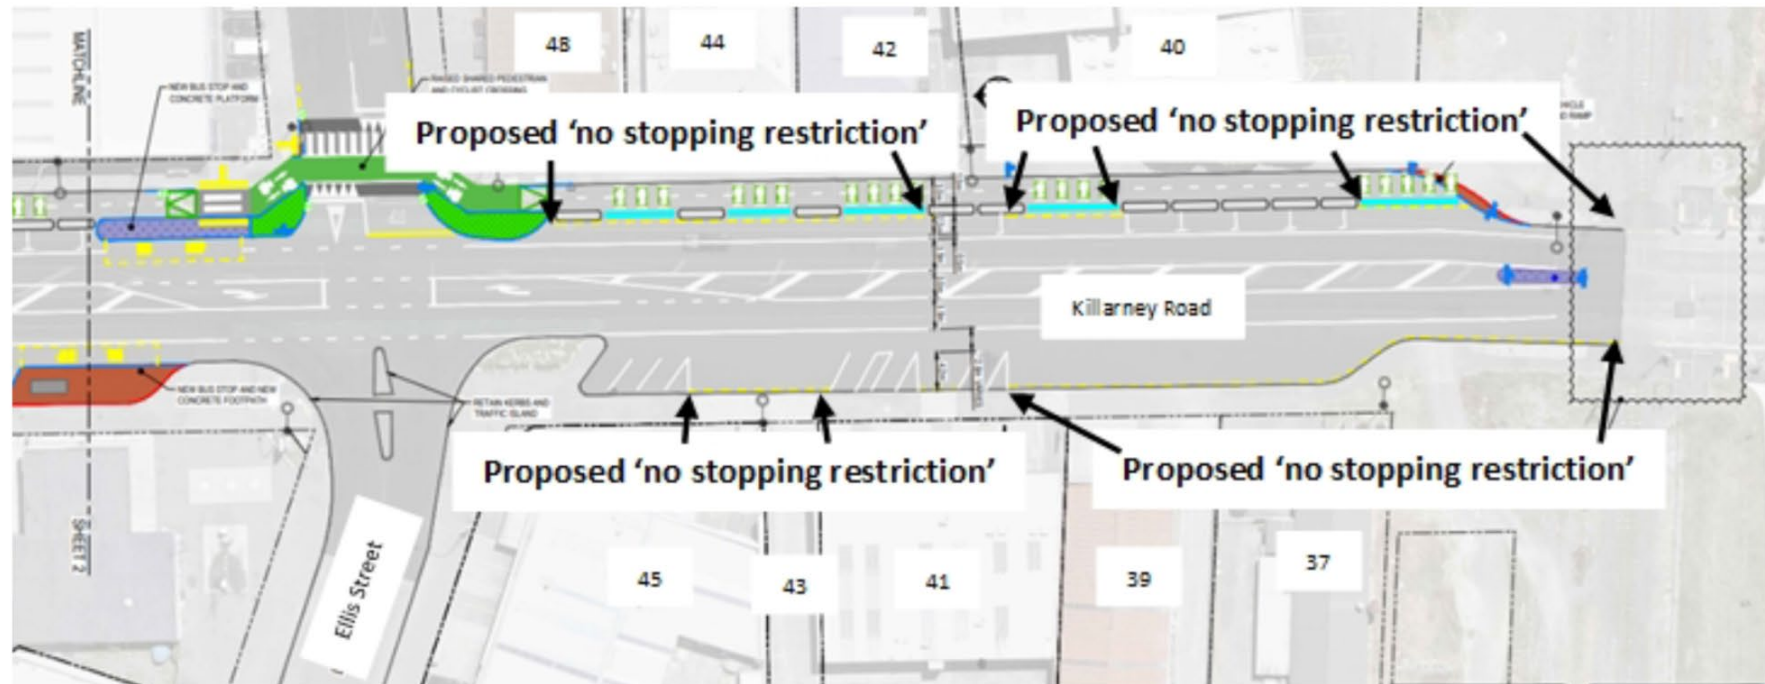 48
44
42
40
MATCHLINE
NEW BUS STOP AND
CONCRETE PLATFORM
RAISED SHARED PEDESTRIAN
AND CYCLIST CROSSING
Proposed ‘no stopping restriction’
Proposed ‘no stopping restriction’
Killarney Road
NEW BUS STOP AND NEW
CONCRETE FOOTPATH
RETAIN KERBS AND
TRAFFIC ISLAND
Proposed ‘no stopping restriction’
Proposed ‘no stopping restriction’
SHEET 2
Ellis Street
45
43
41
39
37